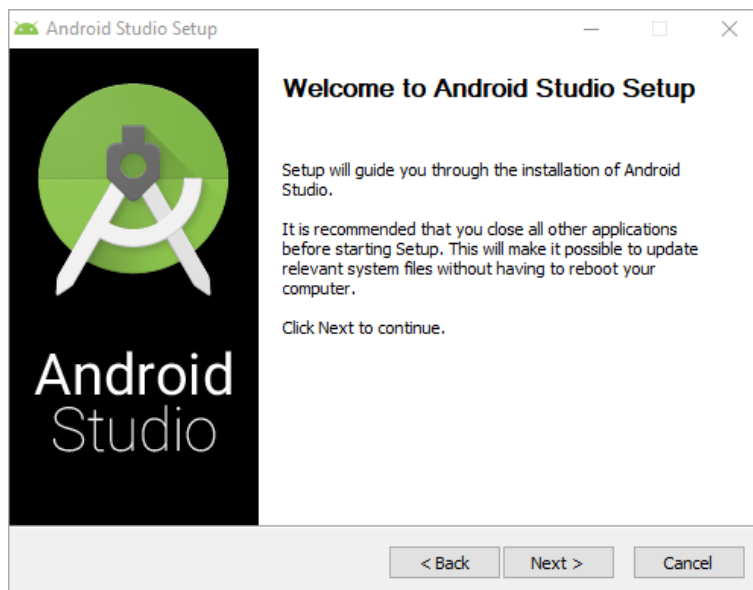 Android Studio Setup
Welcome to Android Studio Setup
Setup will guide you through the installation of Android
Studio.
It is recommended that you close all other applications
before starting Setup. This will make it possible to update
relevant system files without having to reboot your
computer.
Click Next to continue.
Android
Studio
< Back
Next >
Cancel